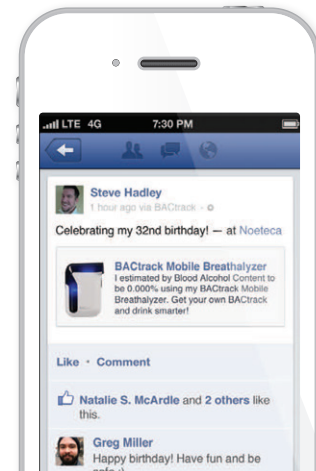 LTE 4G 7:30 PM
Steve Hadley
1 hour ago via BACtrack
Celebrating my 32nd birthday! — at Noeteca
BACtrack Mobile Breathalyzer
I estimated by Blood Alcohol Content to
be 0.000% using my BACtrack Mobile
Breathalyzer. Get your own BACtrack
and drink smarter!
Like · Comment
Natalie S. McArdle and 2 others like
this.
Greg Miller
Happy birthday! Have fun and be
safe :)